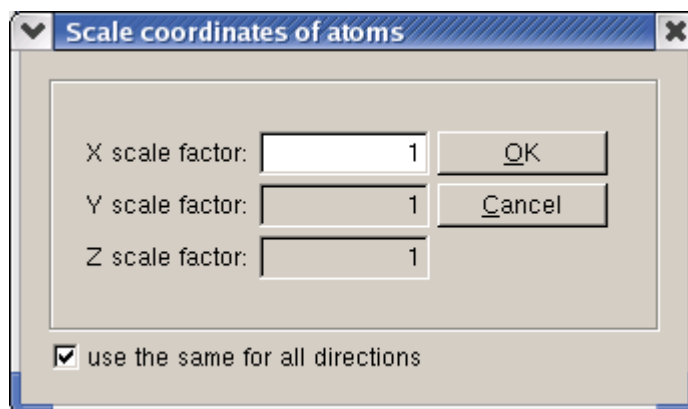 Scale coordinates of atoms
X scale factor: 1 OK
Y scale factor: 1 Cancel
Z scale factor: 1
use the same for all directions